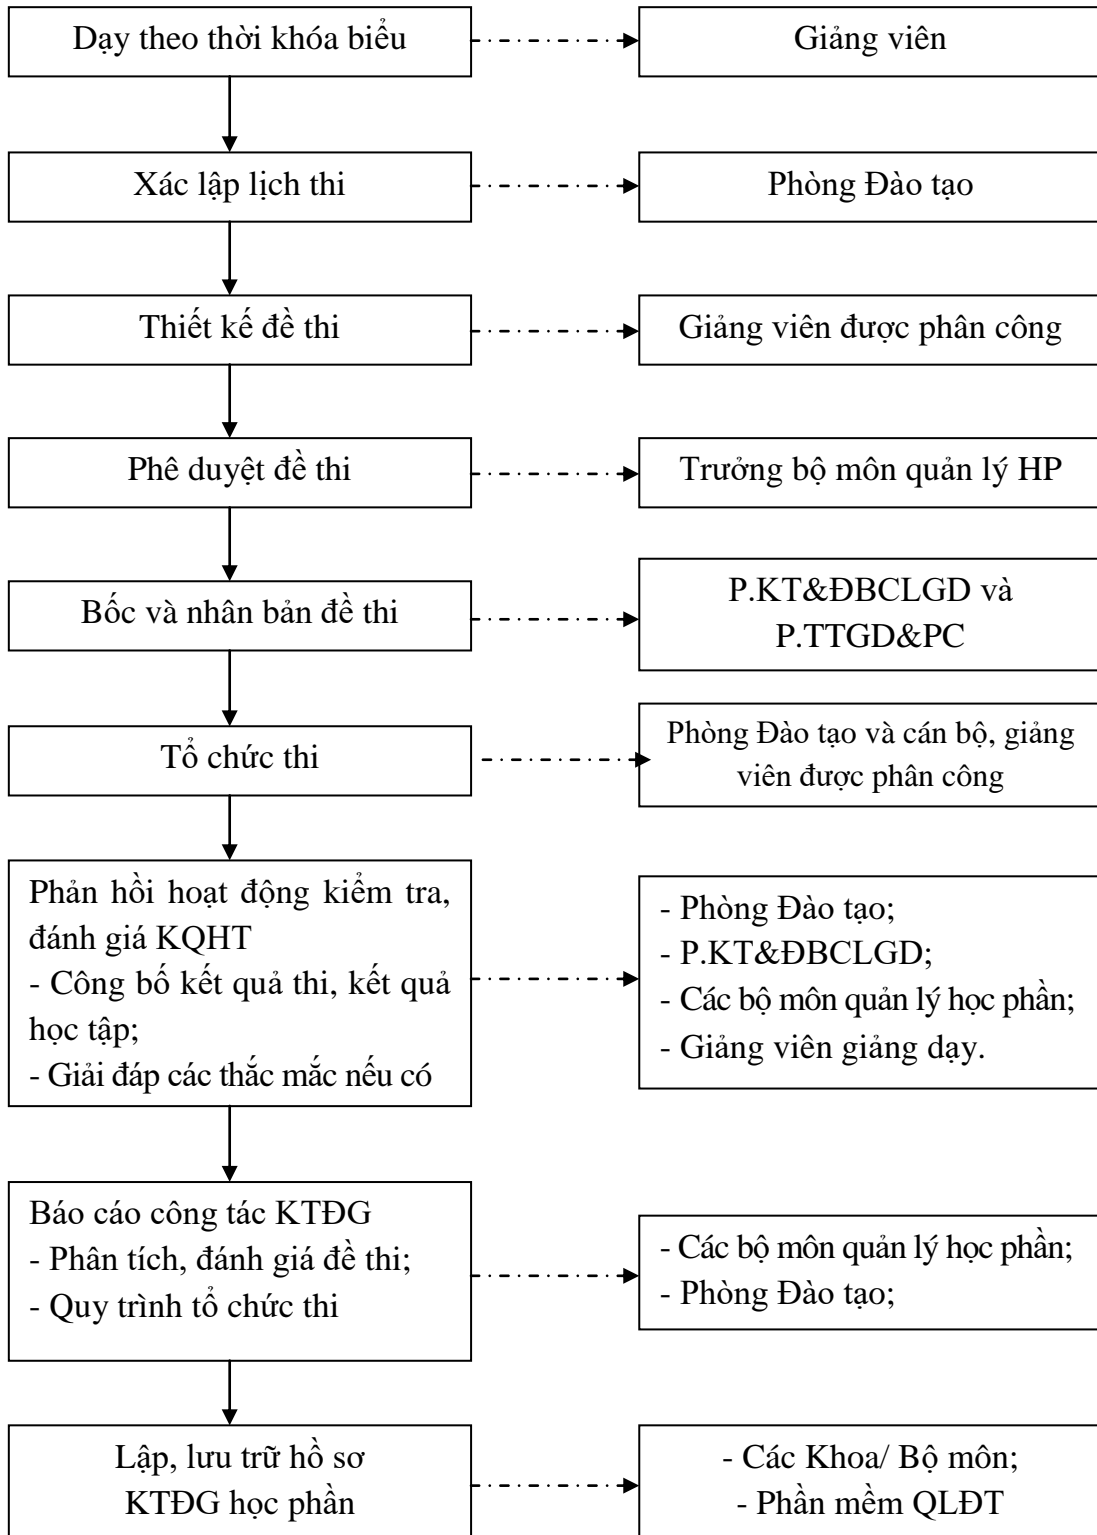 Dạy theo thời khóa biểu
Giảng viên
Xác lập lịch thi
Phòng Đào tạo
Thiết kế đề thi
Giảng viên được phân công
Phê duyệt đề thi
Trưởng bộ môn quản lý HP
Bốc và nhân bản đề thi
P.KT&ĐBCLGD và
P.TTGD&PC
Tổ chức thi
Phòng Đào tạo và cán bộ, giảng
viên được phân công
Phản hồi hoạt động kiểm tra,
đánh giá KQHT
- Công bố kết quả thi, kết quả
học tập;
- Giải đáp các thắc mắc nếu có
- Phòng Đào tạo;
- P.KT&ĐBCLGD;
- Các bộ môn quản lý học phần;
- Giảng viên giảng dạy.
Báo cáo công tác KTĐG
- Phân tích, đánh giá đề thi;
- Quy trình tổ chức thi
- Các bộ môn quản lý học phần;
- Phòng Đào tạo;
Lập, lưu trữ hồ sơ
KTĐG học phần
- Các Khoa/ Bộ môn;
- Phần mềm QLĐT